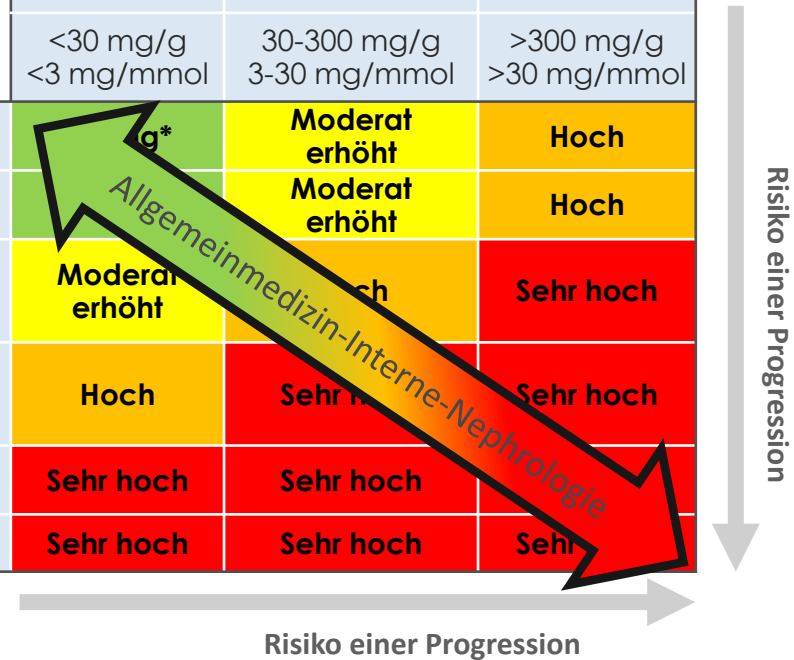 <30 mg/g
<3 mg/mmol
30-300 mg/g
3-30 mg/mmol
>300 mg/g
>30 mg/mmol
Moderat
erhöht
Hoch
Moderat
erhöht
Hoch
Moderat
erhöht
Sehr hoch
Hoch
Sehr
Sehr hoch
Sehr hoch
Sehr hoch
Sehr hoch
Sehr hoch
Sehr
Allgemeinmedizin-Interne-Nephrologie
Risiko einer Progression
Risiko einer Progression